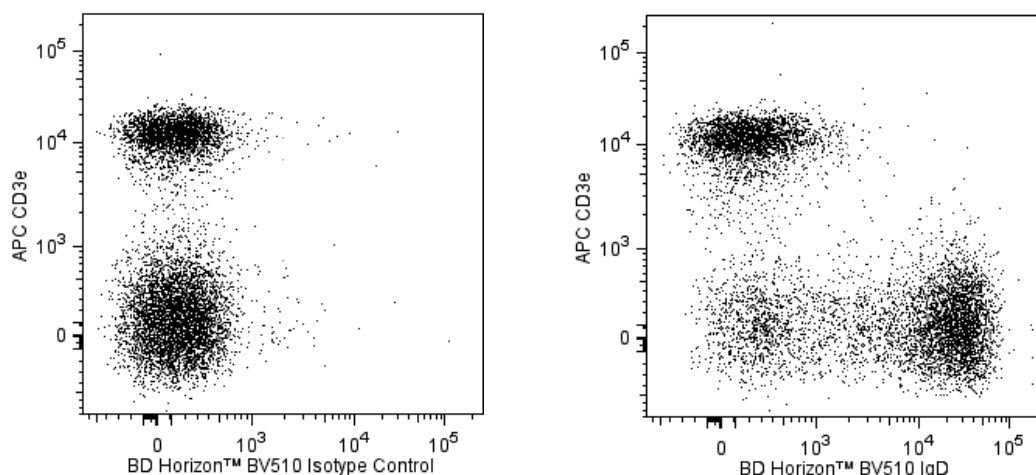 10⁵
10⁴
10³
0
APC CD3e
0 10³ 10⁴ 10⁵
BD Horizon™ BV510 Isotype Control
10⁵
10⁴
10³
0
APC CD3e
0 10³ 10⁴ 10⁵
BD Horizon™ BV510 IgD